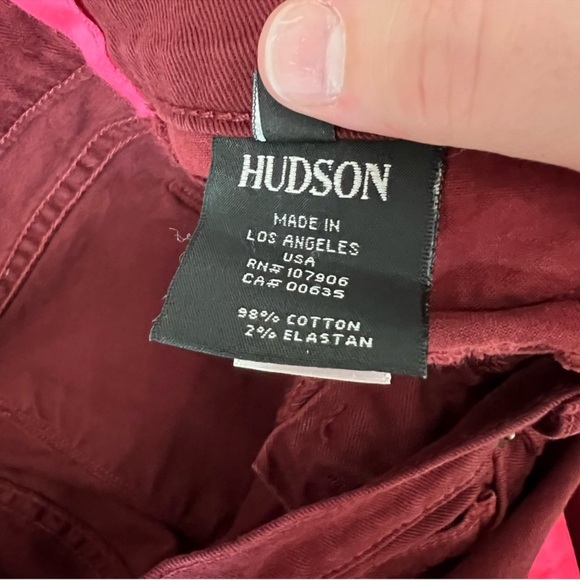 HUDSON
MADE IN
LOS ANGELES
USA
RN# 107906
CA# 00635
98% COTTON
2% ELASTAN